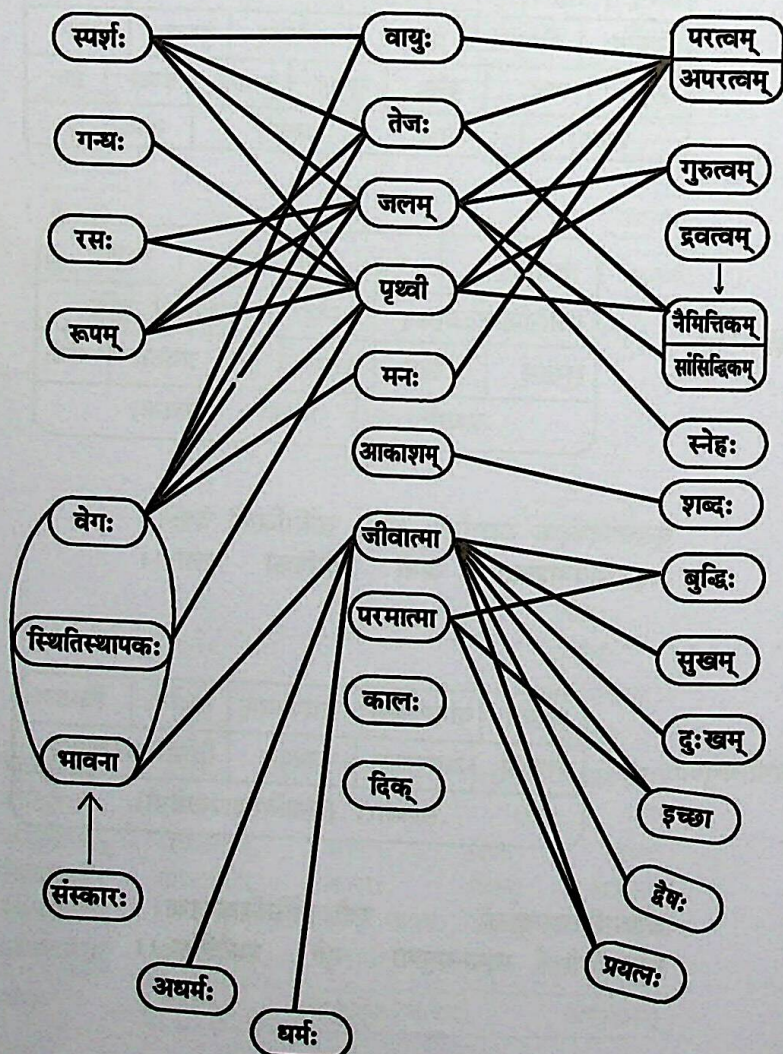 स्पर्शः
वायुः
परत्वम्
अपरत्वम्
गन्धः
तेजः
गुरुत्वम्
रसः
जलम्
द्रवत्वम्
रूपम्
पृथ्वी
नैमित्तिकम्
सांसिद्धिकम्
मनः
स्नेहः
आकाशम्
शब्दः
वेगः
जीवात्मा
बुद्धिः
स्थितिस्थापकः
परमात्मा
सुखम्
भावना
कालः
दुःखम्
दिक्
इच्छा
संस्कारः
द्वेषः
अधर्मः
प्रयत्नः
धर्मः